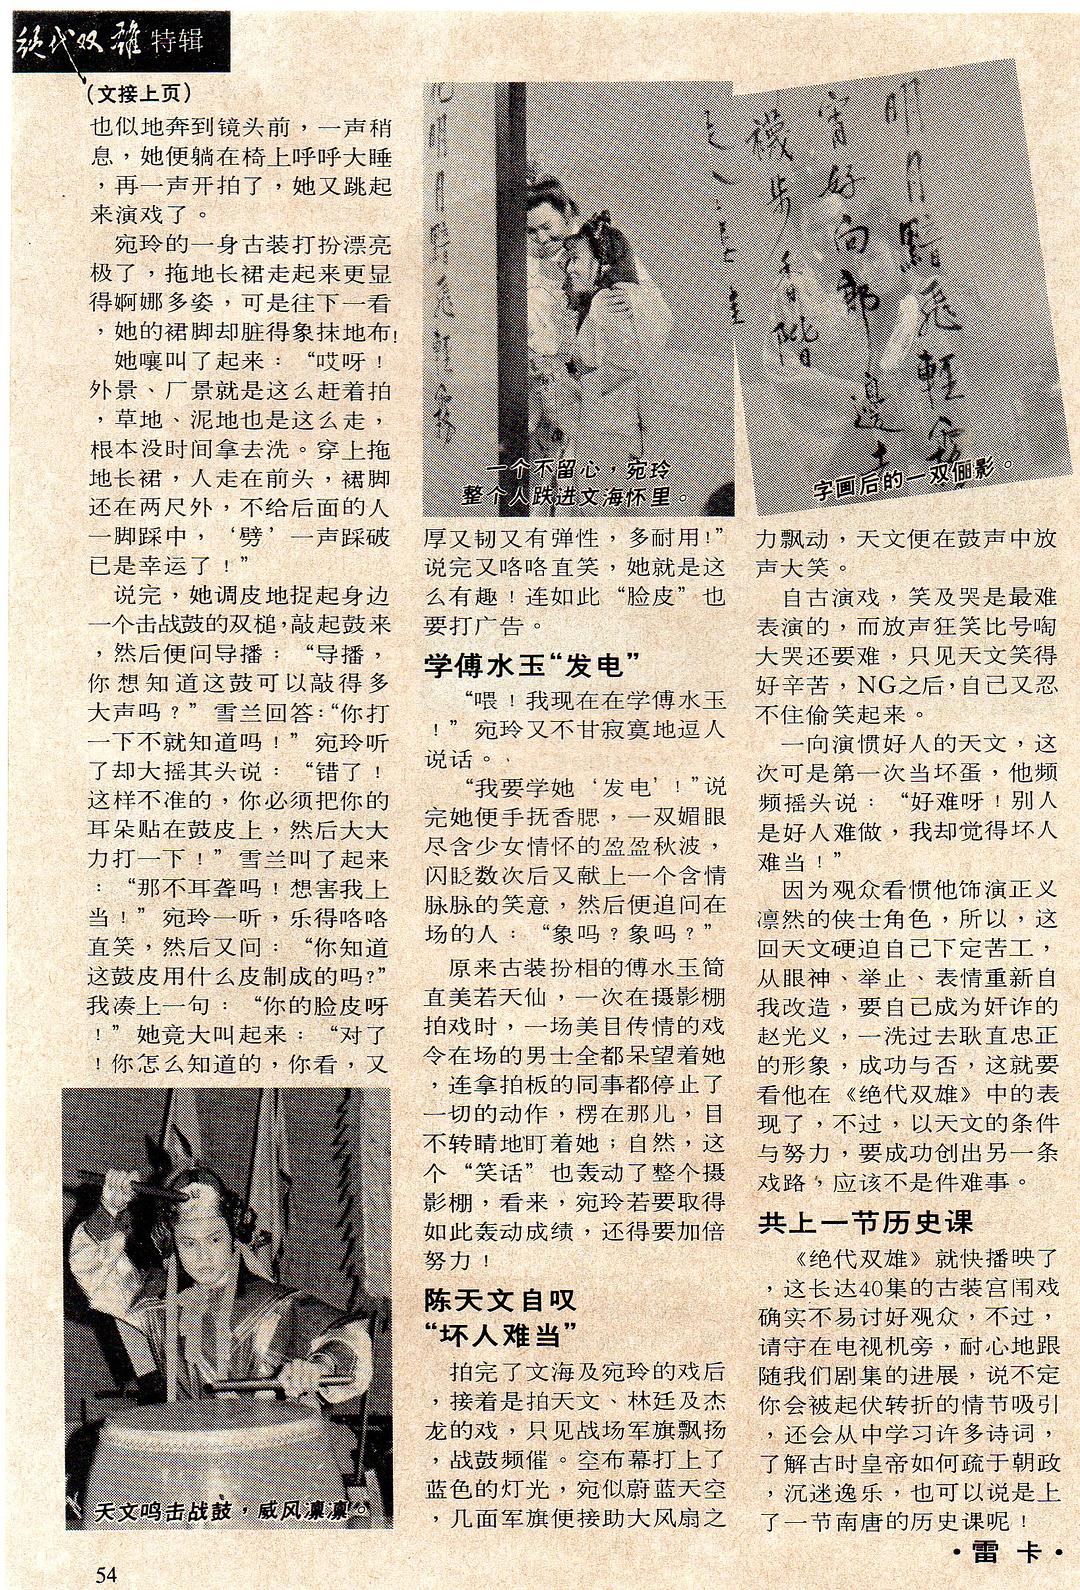 绝代双雄特辑
（文接上页）
也似地奔到镜头前，一声稍
息，她便躺在椅上呼呼大睡
，再一声开拍了，她又跳起
来演戏了。
宛玲的一身古装打扮漂亮
极了，拖地长裙走起来更显
得婀娜多姿，可是往下一看
，她的裙脚却脏得象抹地布!
她嚷叫了起来：“哎呀！
外景、厂景就是这么赶着拍
，草地、泥地也是这么走，
根本没时间拿去洗。穿上拖
地长裙，人走在前头，裙脚
还在两尺外，不给后面的人
一脚踩中，‘劈’一声踩破
已是幸运了！”
说完，她调皮地捉起身边
一个击战鼓的双槌，敲起鼓来
，然后便问导播：“导播，
你想知道这鼓可以敲得多
大声吗？”雪兰回答：“你打
一下不就知道吗！”宛玲听
了却大摇其头说：“错了！
这样不准的，你必须把你的
耳朵贴在鼓皮上，然后大大
力打一下！”雪兰叫了起来
：“那不耳聋吗！想害我上
当！”宛玲一听，乐得咯咯
直笑，然后又问：“你知道
这鼓皮用什么皮制成的吗?”
我凑上一句：“你的脸皮呀
！”她竟大叫起来：“对了
！你怎么知道的，你看，又
天文鸣击战鼓，威风凛凛。
54
明月黯飞轻雾
一个不留心，宛玲
整个人跌进文海怀里。
明月黯飞轻雾
宵好向郎边去
袜步香阶
字画后的一双俪影。
厚又韧又有弹性，多耐用！”
说完又咯咯直笑，她就是这
么有趣！连如此“脸皮”也
要打广告。
学傅水玉“发电”
“喂！我现在在学傅水玉
！”宛玲又不甘寂寞地逗人
说话。
“我要学她‘发电’！”说
完她便手抚香腮，一双媚眼
尽含少女情怀的盈盈秋波，
闪眨数次后又献上一个含情
脉脉的笑意，然后便追问在
场的人：“象吗？象吗？”
原来古装扮相的傅水玉简
直美若天仙，一次在摄影棚
拍戏时，一场美目传情的戏
令在场的男士全都呆望着她
，连拿拍板的同事都停止了
一切的动作，楞在那儿，目
不转睛地盯着她；自然，这
个“笑话”也轰动了整个摄
影棚，看来，宛玲若要取得
如此轰动成绩，还得要加倍
努力！
陈天文自叹
“坏人难当”
拍完了文海及宛玲的戏后
，接着是拍天文、林廷及杰
龙的戏，只见战场军旗飘扬
，战鼓频催。空布幕打上了
蓝色的灯光，宛似蔚蓝天空
，几面军旗便接助大风扇之
力飘动，天文便在鼓声中放
声大笑。
自古演戏，笑及哭是最难
表演的，而放声狂笑比号啕
大哭还要难，只见天文笑得
好辛苦，NG之后，自己又忍
不住偷笑起来。
一向演惯好人的天文，这
次可是第一次当坏蛋，他频
频摇头说：“好难呀！别人
是好人难做，我却觉得坏人
难当！”
因为观众看惯他饰演正义
凛然的侠士角色，所以，这
回天文硬迫自己下定苦工，
从眼神、举止、表情重新自
我改造，要自己成为奸诈的
赵光义，一洗过去耿直忠正
的形象，成功与否，这就要
看他在《绝代双雄》中的表
现了，不过，以天文的条件
与努力，要成功创出另一条
戏路，应该不是件难事。
共上一节历史课
《绝代双雄》就快播映了
，这长达40集的古装宫闱戏
确实不易讨好观众，不过，
请守在电视机旁，耐心地跟
随我们剧集的进展，说不定
你会被起伏转折的情节吸引
，还会从中学习许多诗词，
了解古时皇帝如何疏于朝政
，沉迷逸乐，也可以说是上
了一节南唐的历史课呢！
·雷 卡·